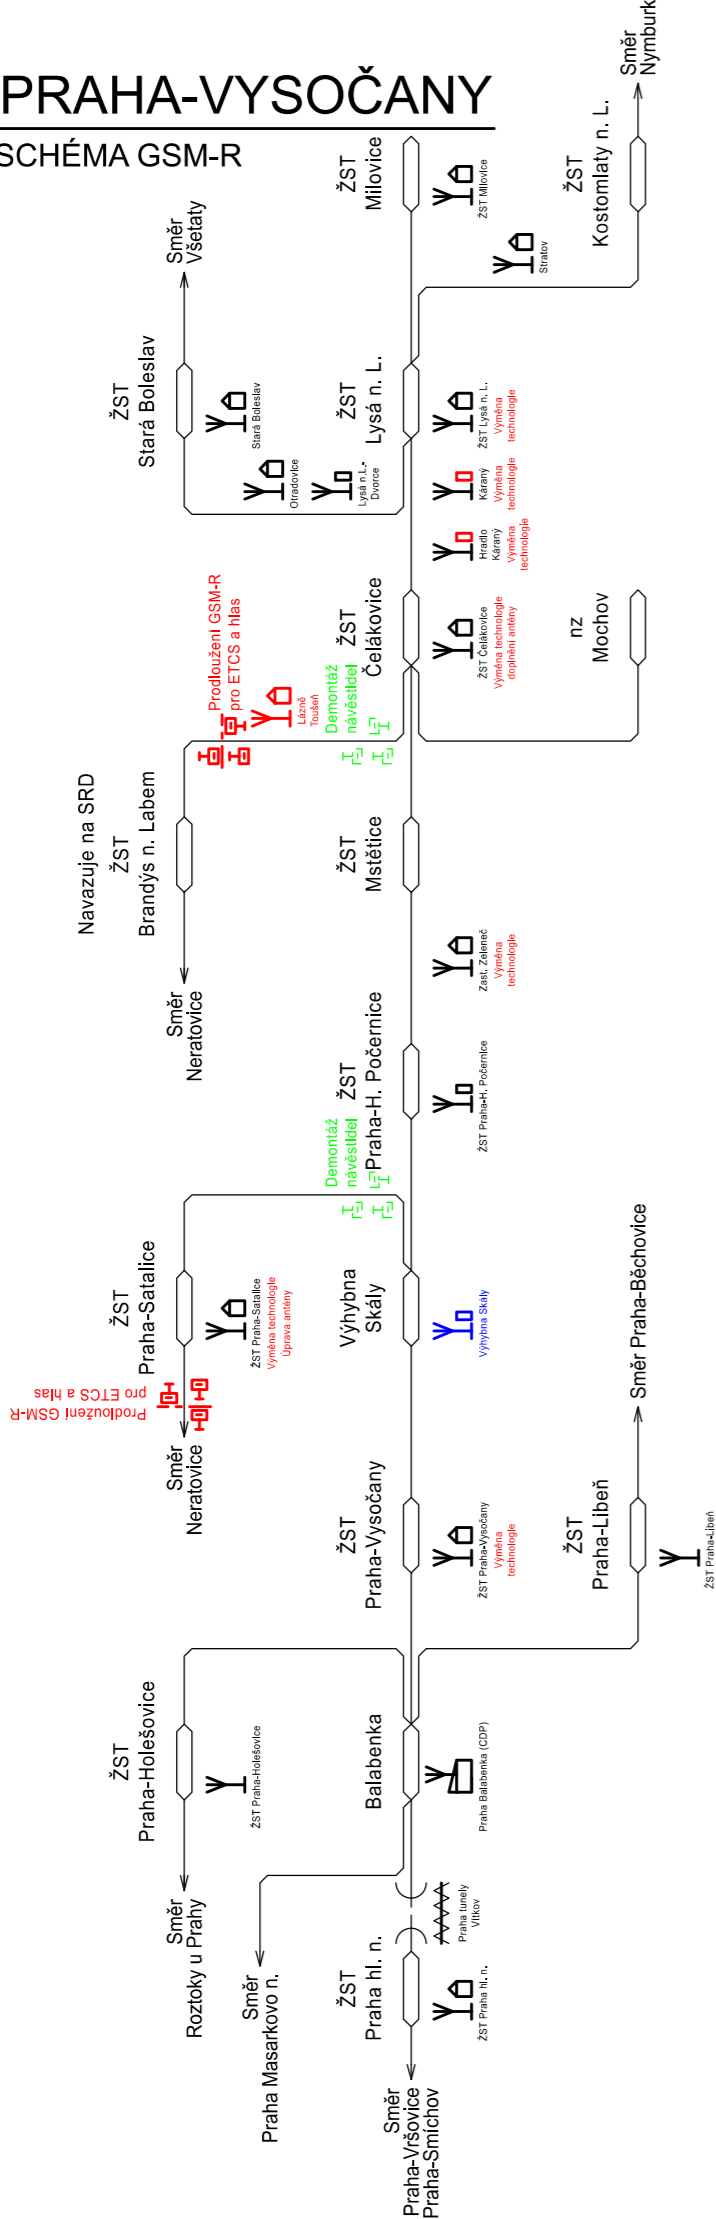 PRAHA-VYSOČANY
SCHÉMA GSM-R
Směr
Nymburk
ŽST
Kostomlaty n. L.
ŽST
Milovice
ŽST Milovice
Stratov
Směr
Všetaty
ŽST
Stará Boleslav
Stará Boleslav
Otradovice
Lysá n.L.-
Dvorce
ŽST
Lysá n. L.
ŽST Lysá n. L.
Výměna
technologie
Káraný
Výměna
technologie
Hradlo
Káraný
Výměna
technologie
ŽST
Čelákovice
ŽST Čelákovice
Výměna technologie
doplnění antény
nz
Mochov
Prodloužení GSM-R
pro ETCS a hlas
Lázně
Toušeň
Demontáž
návěstidel
Navazuje na SRD
ŽST
Brandýs n. Labem
Směr
Neratovice
ŽST
Mstětice
Zast. Zeleneč
Výměna
technologie
ŽST
Praha-H. Počernice
ŽST Praha-H. Počernice
Demontáž
návěstidel
ŽST
Praha-Satalice
ŽST Praha-Satalice
Výměna technologie
Úprava antény
Prodloužení GSM-R
pro ETCS a hlas
Směr
Neratovice
Výhybna
Skály
Výhybna Skály
Směr Praha-Běchovice
ŽST
Praha-Vysočany
ŽST Praha-Vysočany
Výměna
technologie
ŽST
Praha-Libeň
ŽST Praha-Libeň
ŽST
Praha-Holešovice
ŽST Praha-Holešovice
Balabenka
Praha Balabenka (CDP)
Směr
Roztoky u Prahy
Směr
Praha Masarkovo n.
Praha tunely
Vítkov
ŽST
Praha hl. n.
ŽST Praha hl. n.
Směr
Praha-Vršovice
Praha-Smíchov